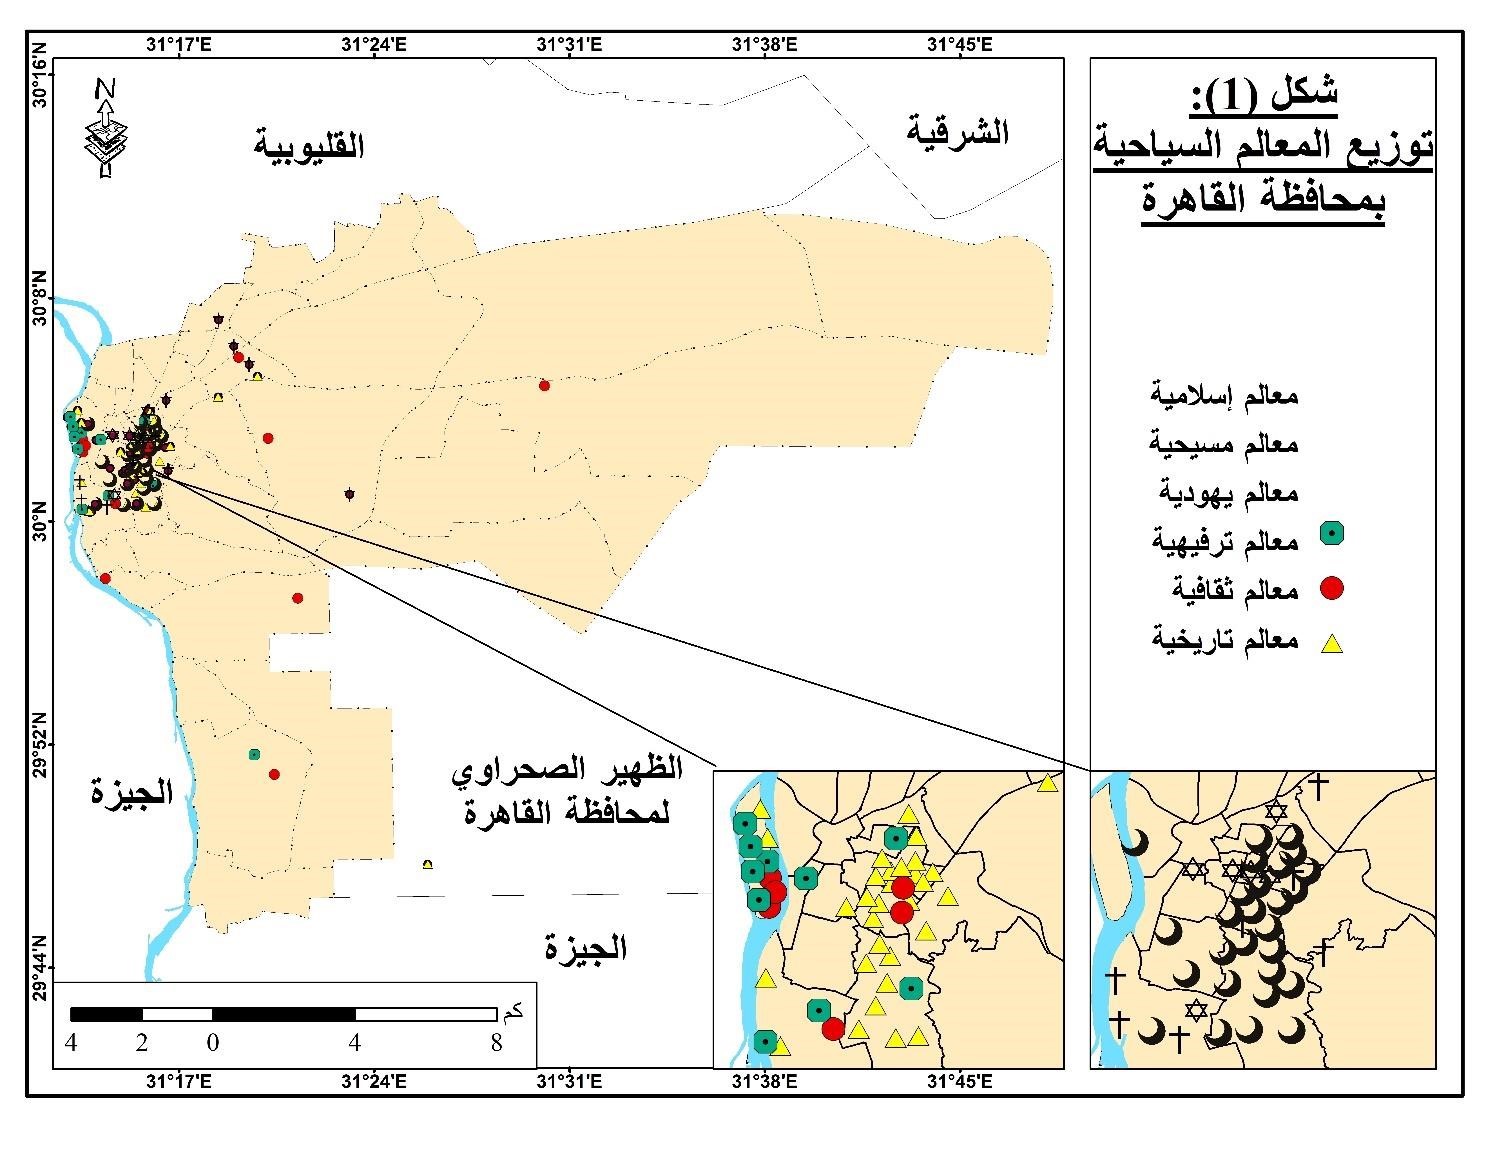 31°17'E 31°24'E 31°31'E 31°38'E 31°45'E
30°16'N
30°8'N
30°N
29°52'N
29°44'N
N
القليوبية
الشرقية
شكل (1):
توزيع المعالم السياحية
بمحافظة القاهرة
معالم إسلامية
معالم مسيحية
معالم يهودية
معالم ترفيهية
معالم ثقافية
معالم تاريخية
الظهير الصحراوي
لمحافظة القاهرة
الجيزة
الجيزة
كم
4 2 0 4 8
31°17'E 31°24'E 31°31'E 31°38'E 31°45'E